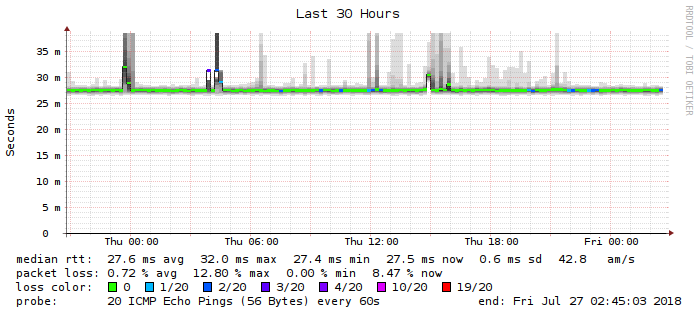 Last 30 Hours
RRDTOOL / TOBI OETIKER
Seconds
35 m
30 m
25 m
20 m
15 m
10 m
5 m
0
Thu 00:00 Thu 06:00 Thu 12:00 Thu 18:00 Fri 00:00
median rtt: 27.6 ms avg 32.0 ms max 27.4 ms min 27.5 ms now 0.6 ms sd 42.8 am/s
packet loss: 0.72 % avg 12.80 % max 0.00 % min 8.47 % now
loss color: 0 1/20 2/20 3/20 4/20 10/20 19/20
probe: 20 ICMP Echo Pings (56 Bytes) every 60s end: Fri Jul 27 02:45:03 2018